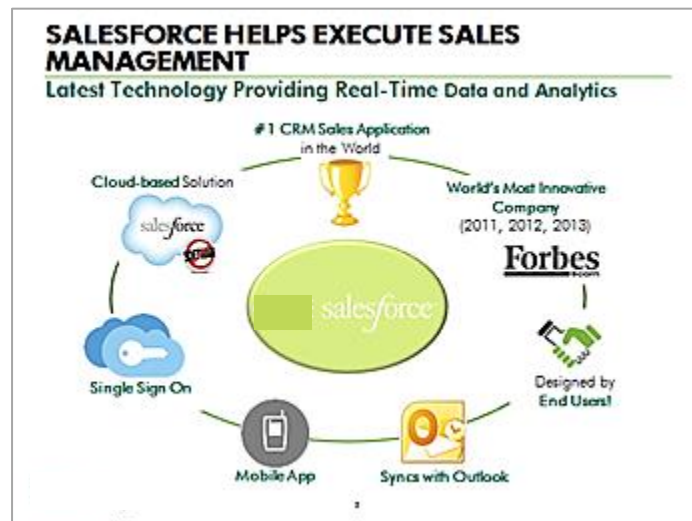 SALESFORCE HELPS EXECUTE SALES
MANAGEMENT
Latest Technology Providing Real-Time Data and Analytics
#1 CRM Sales Application
in the World
Cloud-based Solution
salesforce
World's Most Innovative
Company
(2011, 2012, 2013)
Forbes
.com
salesforce
Single Sign On
Designed by
End Users!
Mobile App
Syncs with Outlook